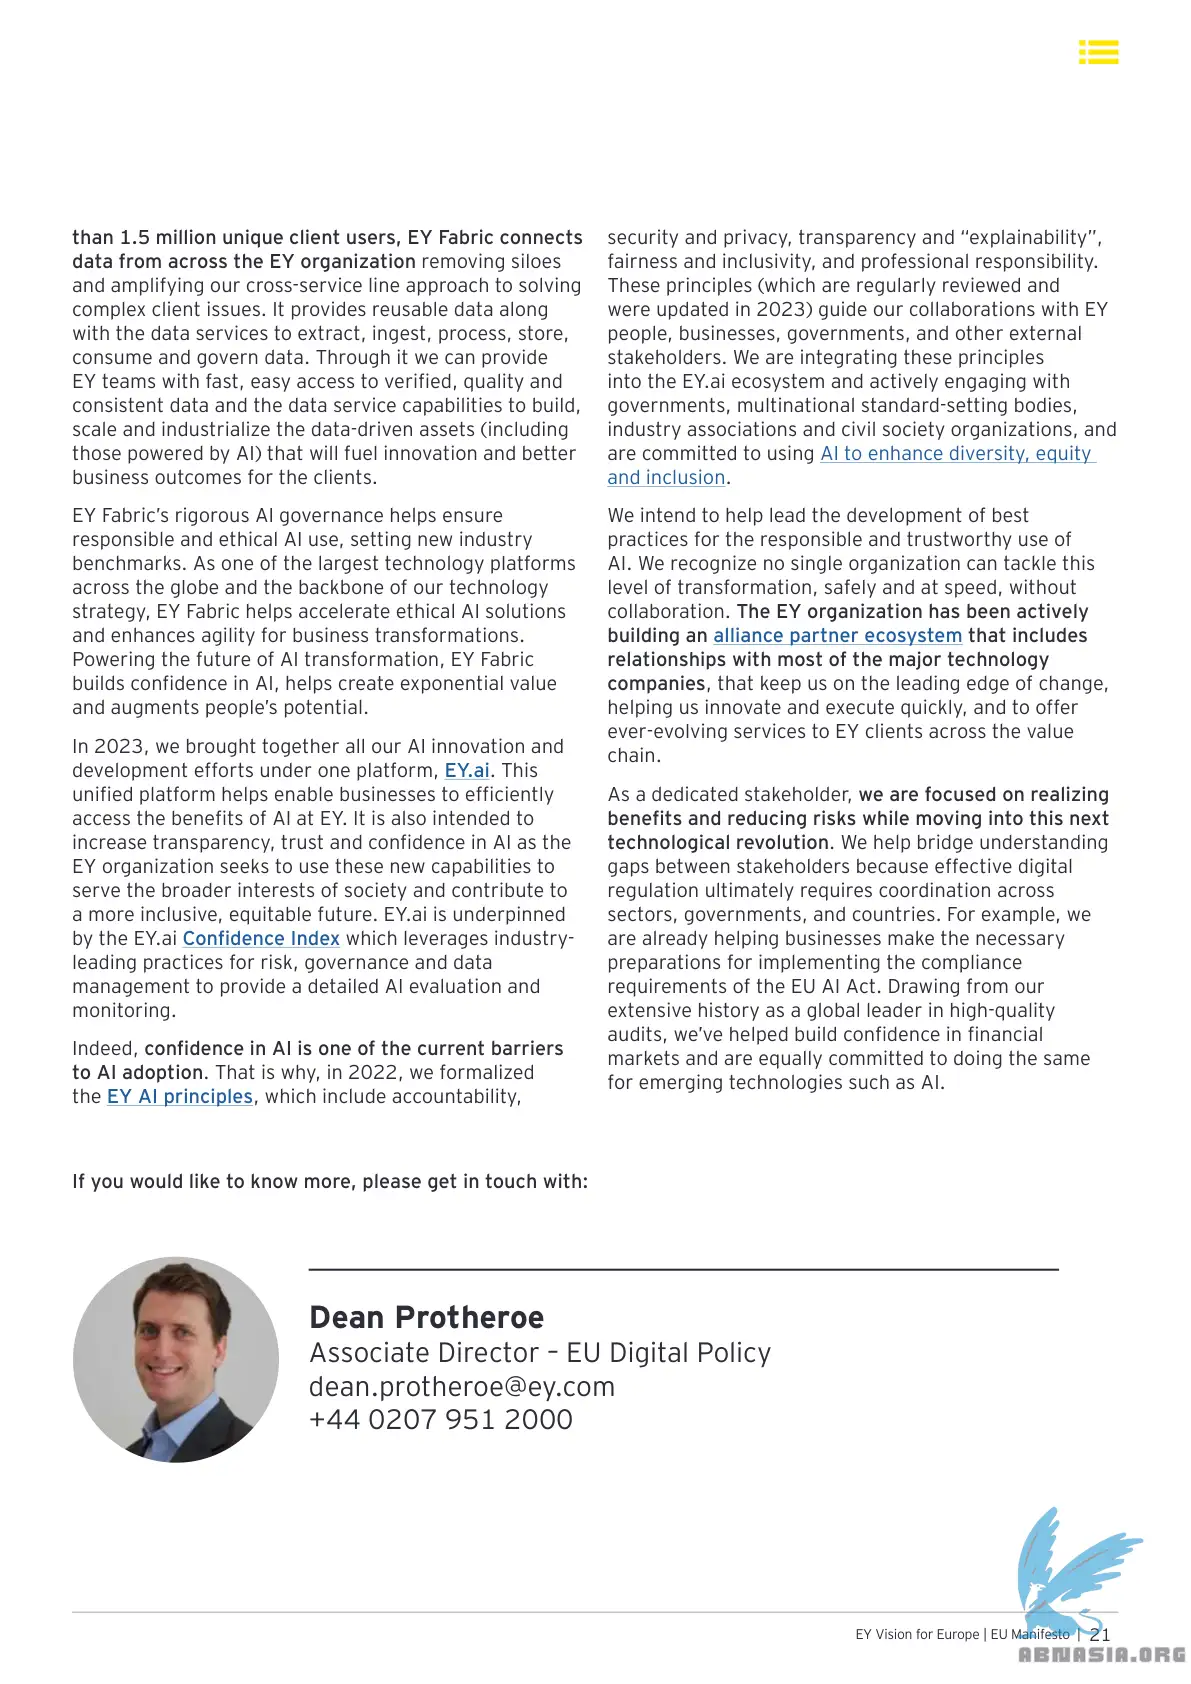 than 1.5 million unique client users, EY Fabric connects
data from across the EY organization removing siloes
and amplifying our cross-service line approach to solving
complex client issues. It provides reusable data along
with the data services to extract, ingest, process, store,
consume and govern data. Through it we can provide
EY teams with fast, easy access to verified, quality and
consistent data and the data service capabilities to build,
scale and industrialize the data-driven assets (including
those powered by AI) that will fuel innovation and better
business outcomes for the clients.
EY Fabric’s rigorous AI governance helps ensure
responsible and ethical AI use, setting new industry
benchmarks. As one of the largest technology platforms
across the globe and the backbone of our technology
strategy, EY Fabric helps accelerate ethical AI solutions
and enhances agility for business transformations.
Powering the future of AI transformation, EY Fabric
builds confidence in AI, helps create exponential value
and augments people’s potential.
In 2023, we brought together all our AI innovation and
development efforts under one platform, EY.ai. This
unified platform helps enable businesses to efficiently
access the benefits of AI at EY. It is also intended to
increase transparency, trust and confidence in AI as the
EY organization seeks to use these new capabilities to
serve the broader interests of society and contribute to
a more inclusive, equitable future. EY.ai is underpinned
by the EY.ai Confidence Index which leverages industry-
leading practices for risk, governance and data
management to provide a detailed AI evaluation and
monitoring.
Indeed, confidence in AI is one of the current barriers
to AI adoption. That is why, in 2022, we formalized
the EY AI principles, which include accountability,
security and privacy, transparency and “explainability”,
fairness and inclusivity, and professional responsibility.
These principles (which are regularly reviewed and
were updated in 2023) guide our collaborations with EY
people, businesses, governments, and other external
stakeholders. We are integrating these principles
into the EY.ai ecosystem and actively engaging with
governments, multinational standard-setting bodies,
industry associations and civil society organizations, and
are committed to using AI to enhance diversity, equity
and inclusion.
We intend to help lead the development of best
practices for the responsible and trustworthy use of
AI. We recognize no single organization can tackle this
level of transformation, safely and at speed, without
collaboration. The EY organization has been actively
building an alliance partner ecosystem that includes
relationships with most of the major technology
companies, that keep us on the leading edge of change,
helping us innovate and execute quickly, and to offer
ever-evolving services to EY clients across the value
chain.
As a dedicated stakeholder, we are focused on realizing
benefits and reducing risks while moving into this next
technological revolution. We help bridge understanding
gaps between stakeholders because effective digital
regulation ultimately requires coordination across
sectors, governments, and countries. For example, we
are already helping businesses make the necessary
preparations for implementing the compliance
requirements of the EU AI Act. Drawing from our
extensive history as a global leader in high-quality
audits, we’ve helped build confidence in financial
markets and are equally committed to doing the same
for emerging technologies such as AI.
If you would like to know more, please get in touch with:
Dean Protheroe
Associate Director – EU Digital Policy
dean.protheroe@ey.com
+44 0207 951 2000
EY Vision for Europe | EU Manifesto | 21
ABNASIA.ORG